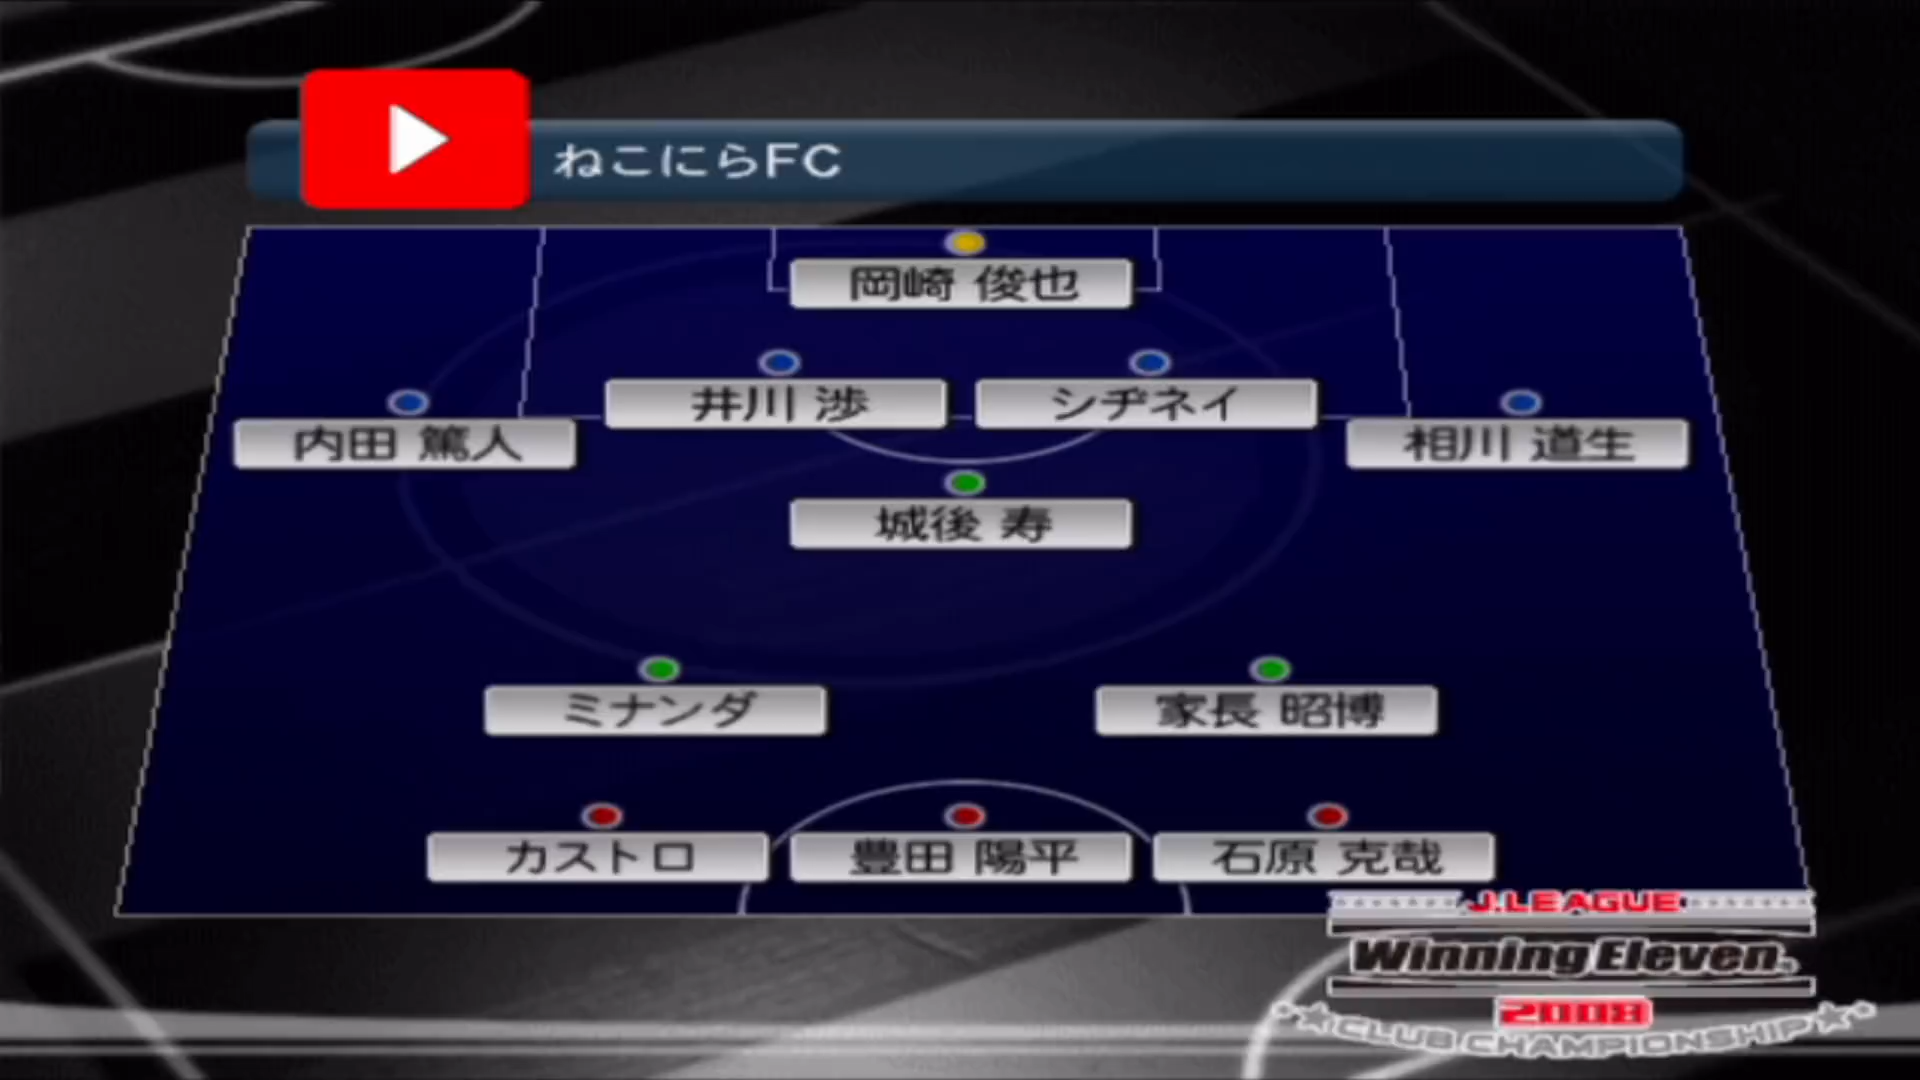 ねこにらFC
岡崎 俊也
井川 渉
シヂネイ
内田 篤人
相川 道生
城後 寿
ミナンダ
家長 昭博
カストロ
豊田 陽平
石原 克哉
J.LEAGUE
Winning Eleven
2008
CLUB CHAMPIONSHIP